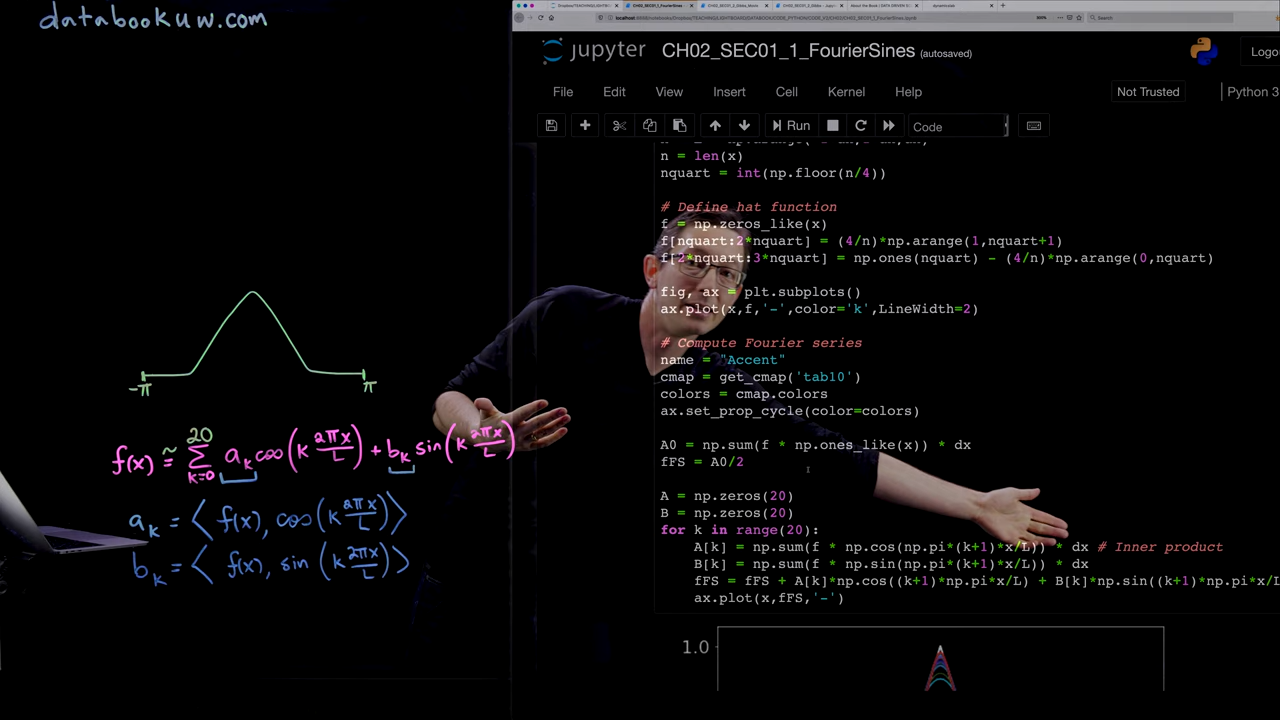 databookuw.com
-π
π
f(x) ≈ 20 Σ k=0 a_k cos(k 2πx/L) + b_k sin(k 2πx/L)
a_k = ⟨ f(x), cos(k 2πx/L) ⟩
b_k = ⟨ f(x), sin(k 2πx/L) ⟩
jupyter CH02_SEC01_1_FourierSines (autosaved)
Logo
File Edit View Insert Cell Kernel Help
Not Trusted
Python 3
Run
Code
n = len(x)
nquart = int(np.floor(n/4))
# Define hat function
f = np.zeros_like(x)
f[nquart:2*nquart] = (4/n)*np.arange(1,nquart+1)
f[2*nquart:3*nquart] = np.ones(nquart) - (4/n)*np.arange(0,nquart)
fig, ax = plt.subplots()
ax.plot(x,f,'-',color='k',LineWidth=2)
# Compute Fourier series
name = "Accent"
cmap = get_cmap('tab10')
colors = cmap.colors
ax.set_prop_cycle(color=colors)
A0 = np.sum(f * np.ones_like(x)) * dx
fFS = A0/2
A = np.zeros(20)
B = np.zeros(20)
for k in range(20):
A[k] = np.sum(f * np.cos(np.pi*(k+1)*x/L)) * dx # Inner product
B[k] = np.sum(f * np.sin(np.pi*(k+1)*x/L)) * dx
fFS = fFS + A[k]*np.cos((k+1)*np.pi*x/L) + B[k]*np.sin((k+1)*np.pi*x/L
ax.plot(x,fFS,'-')
1.0